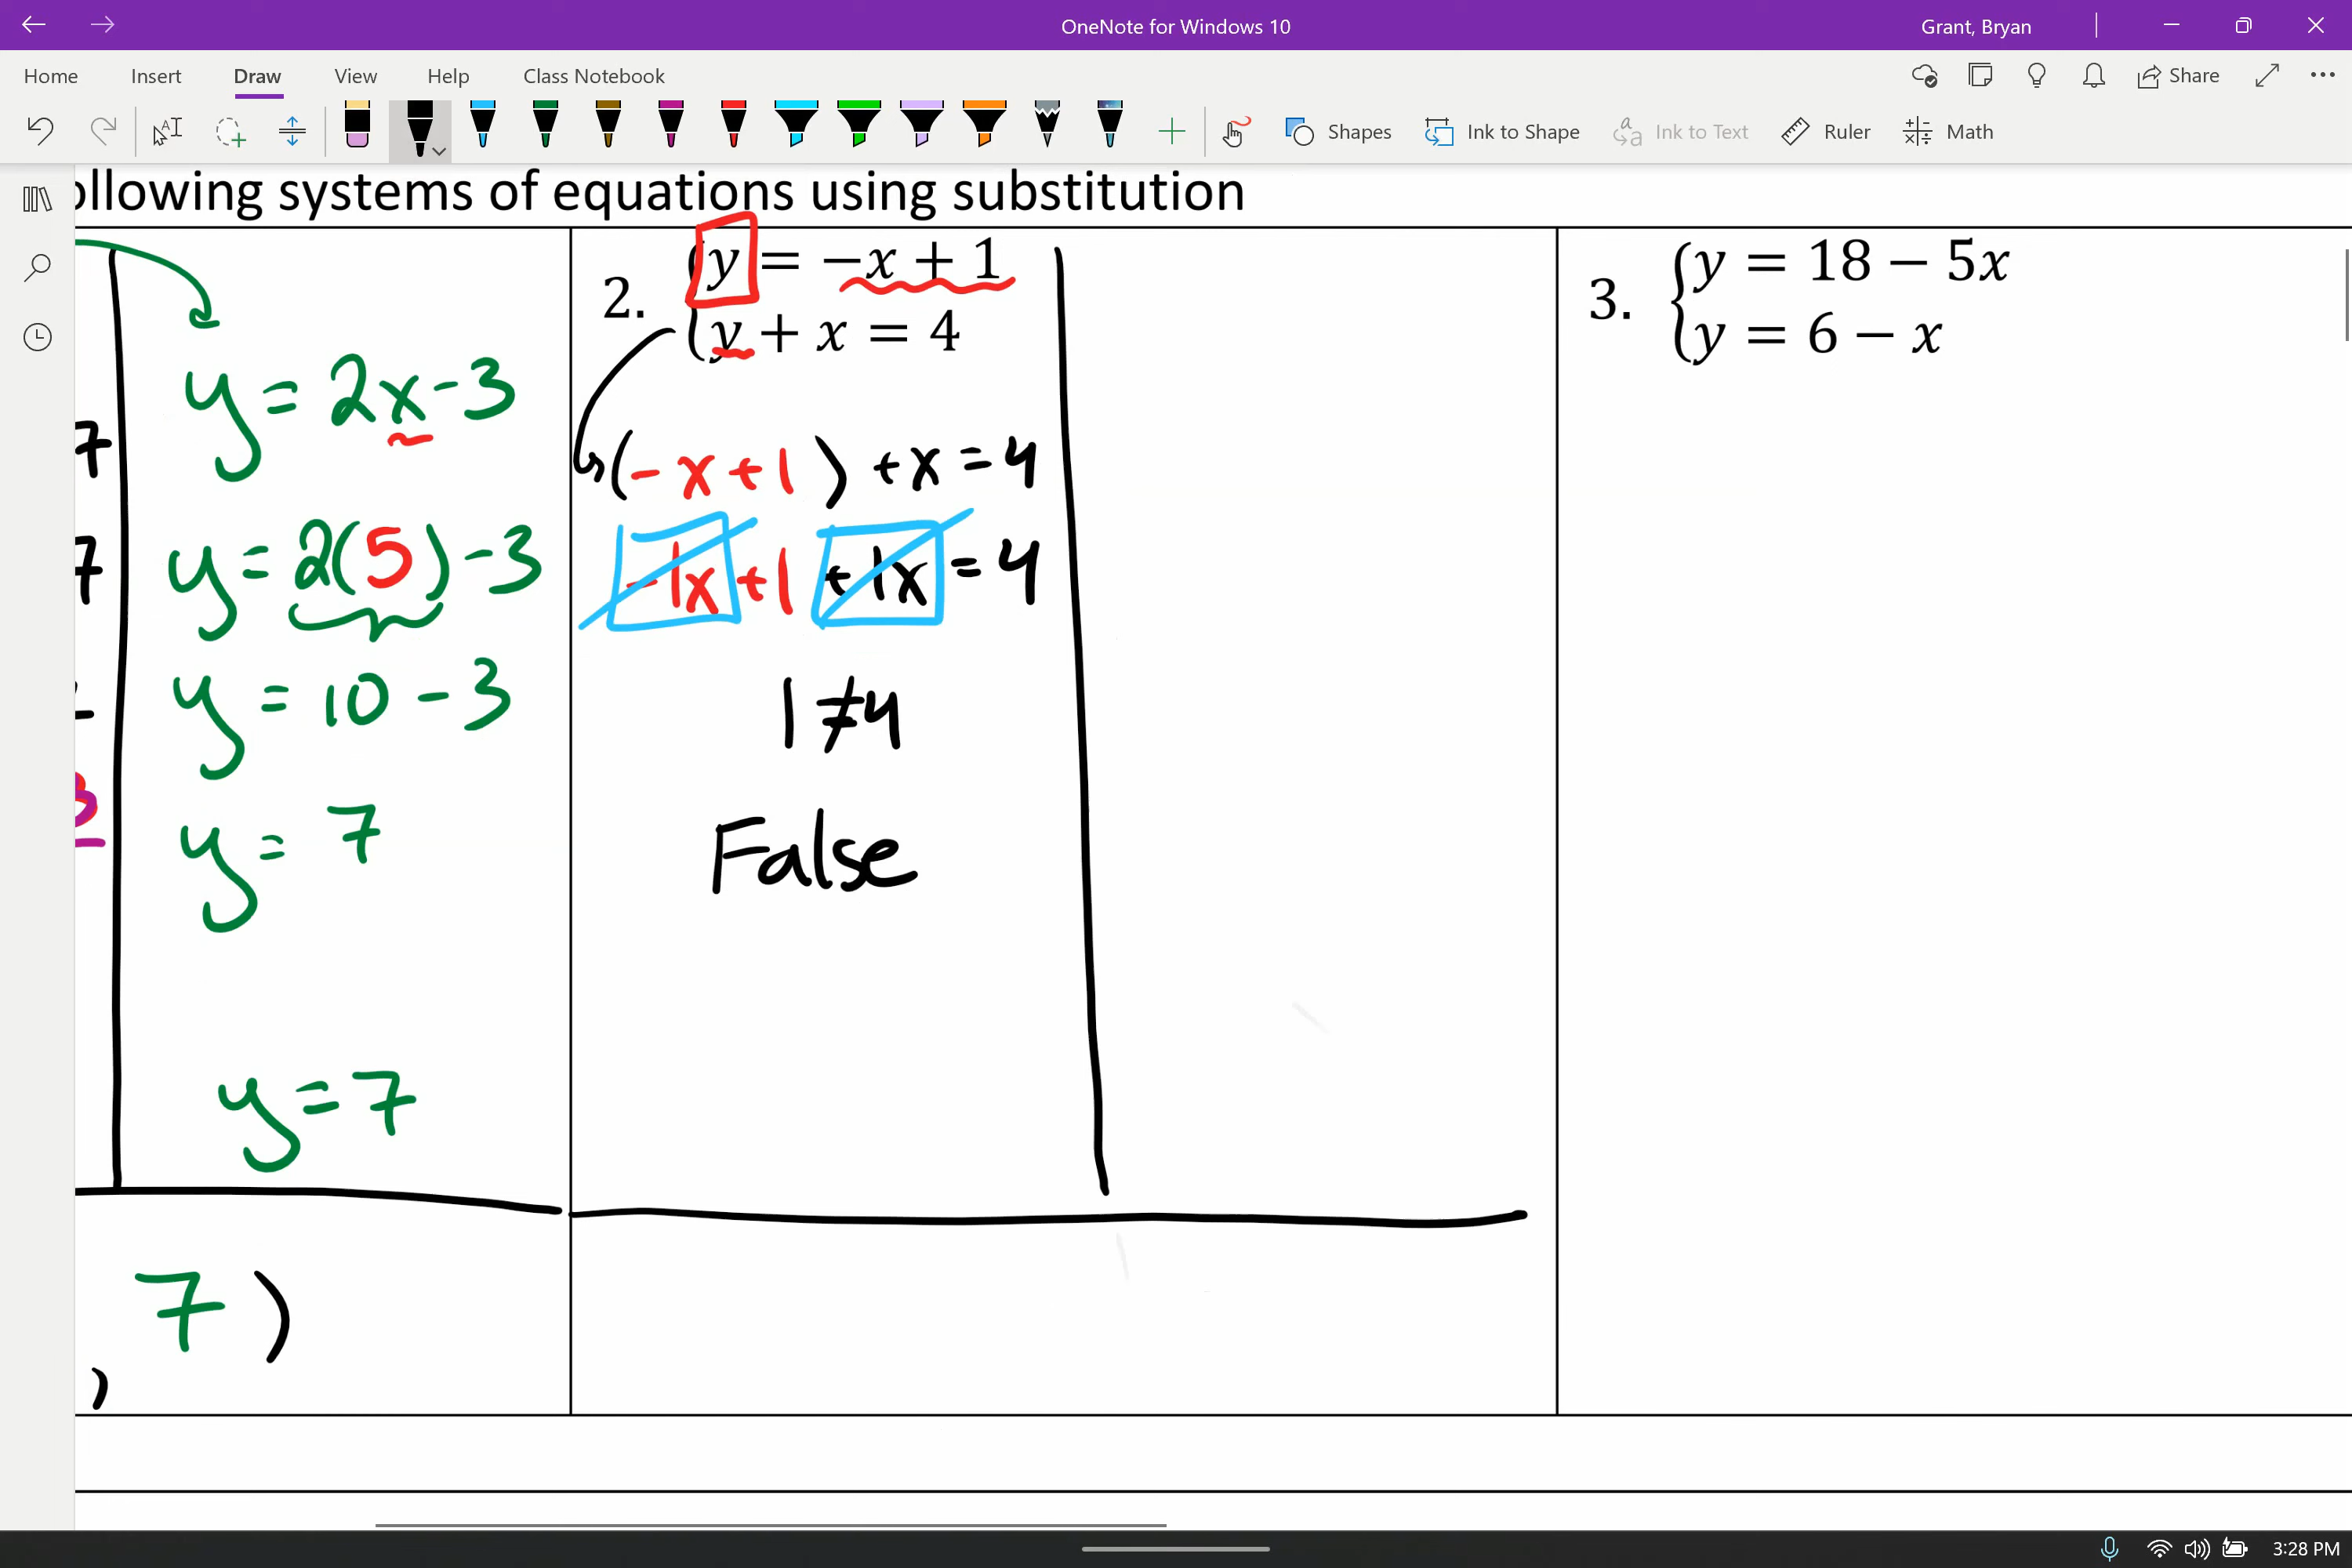 OneNote for Windows 10
Grant, Bryan
Home Insert Draw View Help Class Notebook
Share
Shapes Ink to Shape Ink to Text Ruler Math
ollowing systems of equations using substitution
7
7
y = 2x - 3
y = 2(5) - 3
y = 10 - 3
y = 7
y = 7
7 )
)
2. { y = −x + 1
y + x = 4
(-x+1) + x = 4
-1x + 1 + 1x = 4
1 ≠ 4
False
3. { y = 18 − 5x
y = 6 − x
3:28 PM